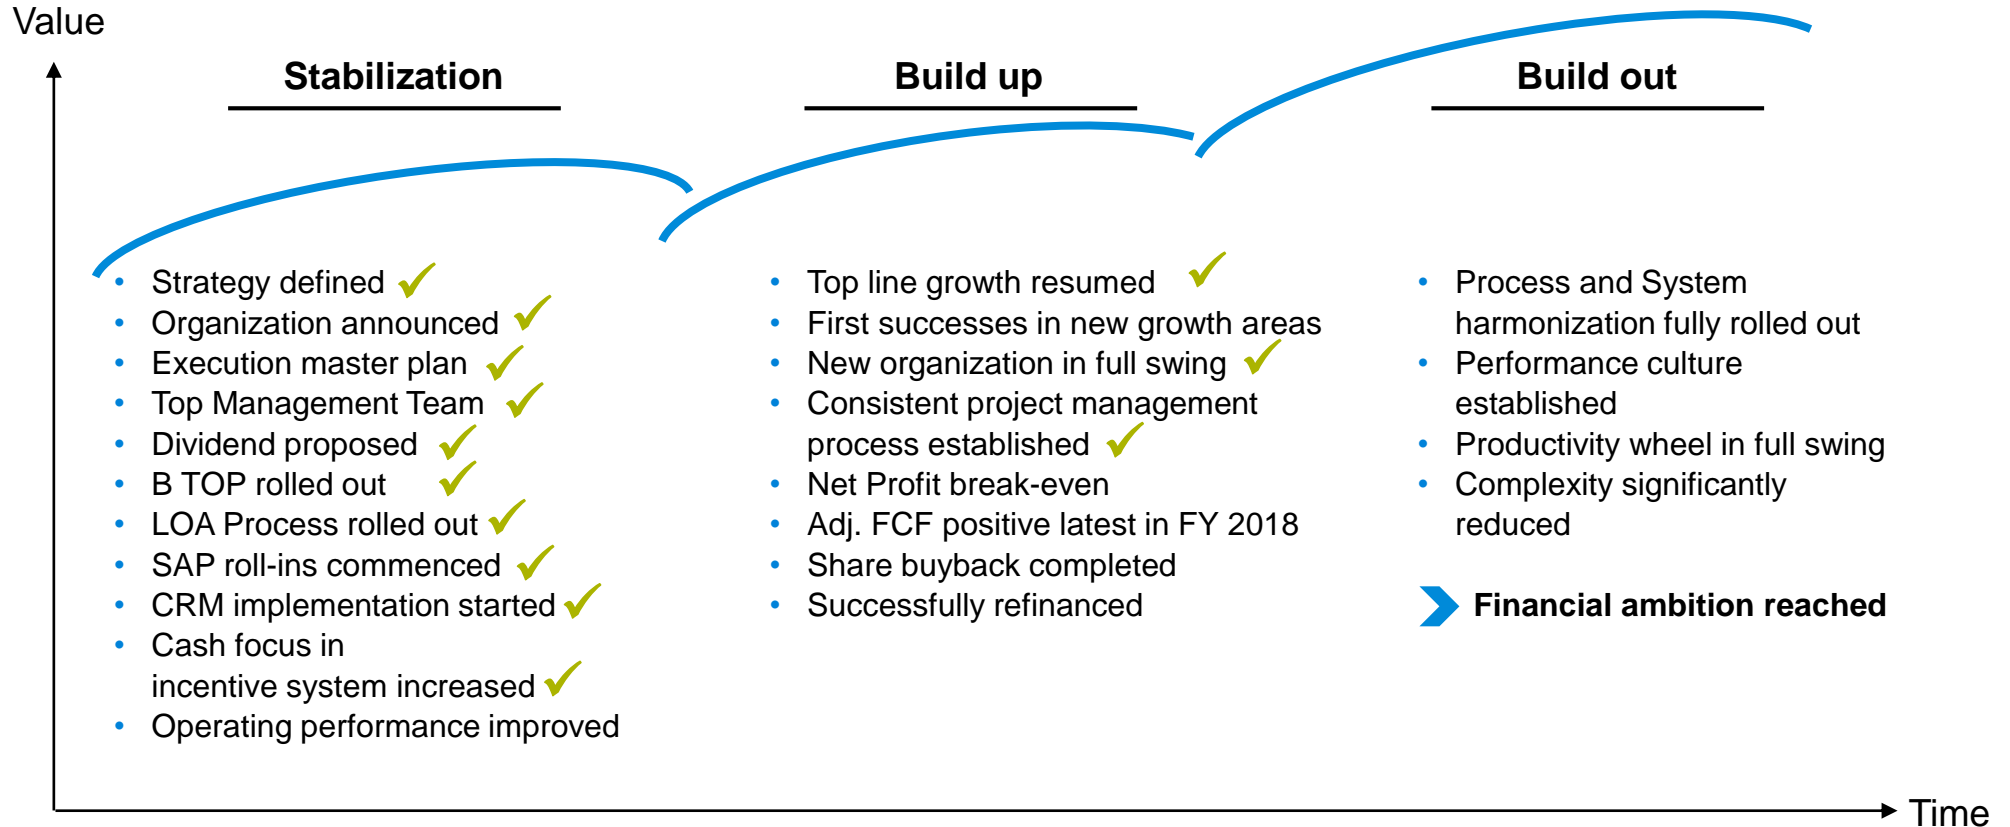 Value
Stabilization
Strategy defined
Organization announced
Execution master plan
Top Management Team
Dividend proposed
B TOP rolled out
LOA Process rolled out
SAP roll-ins commenced
CRM implementation started
Cash focus in
incentive system increased
Operating performance improved
Build up
Top line growth resumed
First successes in new growth areas
New organization in full swing
Consistent project management
process established
Net Profit break-even
Adj. FCF positive latest in FY 2018
Share buyback completed
Successfully refinanced
Build out
Process and System
harmonization fully rolled out
Performance culture
established
Productivity wheel in full swing
Complexity significantly
reduced
Financial ambition reached
Time